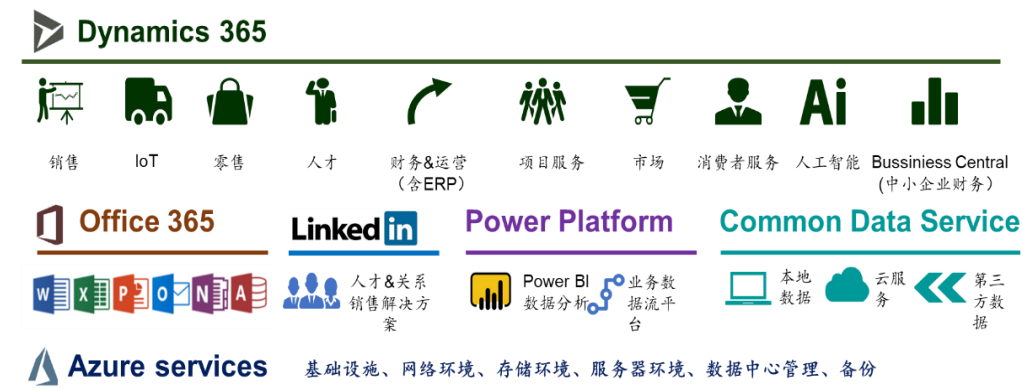 Dynamics 365
Ai
销售
IoT
零售
人才
财务&运营
（含ERP）
项目服务
市场
消费者服务
人工智能
Bussiniess Central
(中小企业财务）
Office 365
Linked in
Power Platform
Common Data Service
W
X
P
O
N
A
人才&关系
销售解决方
案
Power BI
数据分析
业务数
据流平
台
本地
数据
云服
务
第三
方数
据
Azure services
基础设施、网络环境、存储环境、服务器环境、数据中心管理、备份